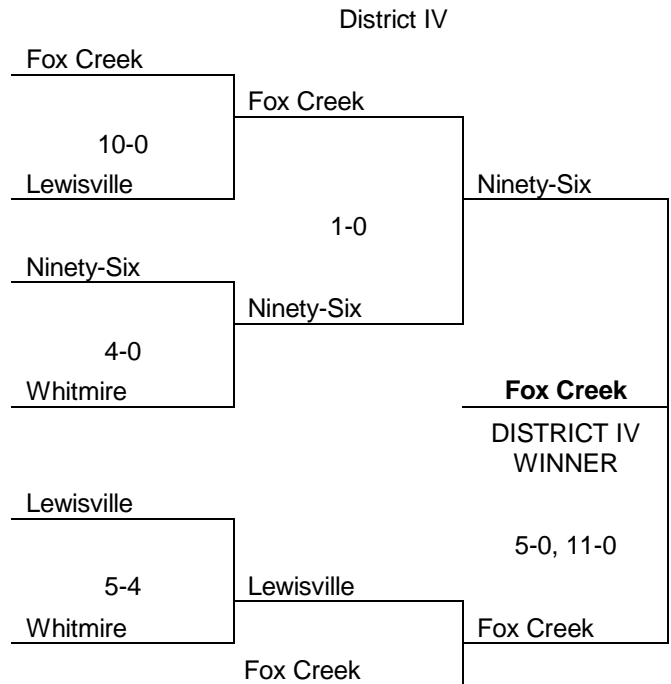 District IV
Fox Creek
Fox Creek
10-0
Lewisville
Ninety-Six
1-0
Ninety-Six
Ninety-Six
4-0
Whitmire
Fox Creek
DISTRICT IV
WINNER
Lewisville
5-0, 11-0
5-4
Lewisville
Whitmire
Fox Creek
Fox Creek